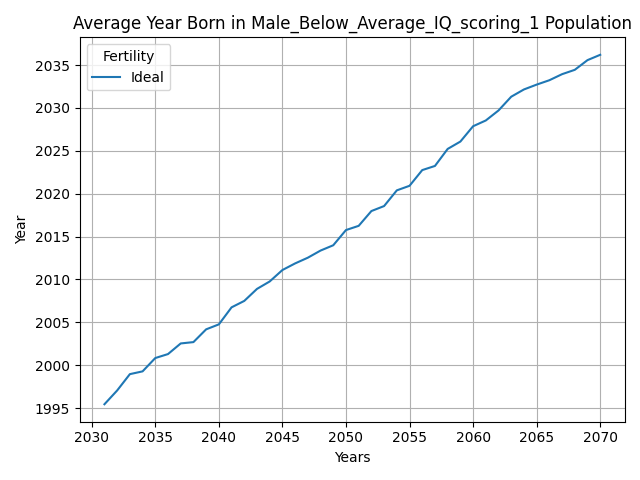 Average Year Born in Male_Below_Average_IQ_scoring_1 Population
Fertility
Ideal
2035
2030
2025
2020
2015
2010
2005
2000
1995
Year
2030 2035 2040 2045 2050 2055 2060 2065 2070
Years